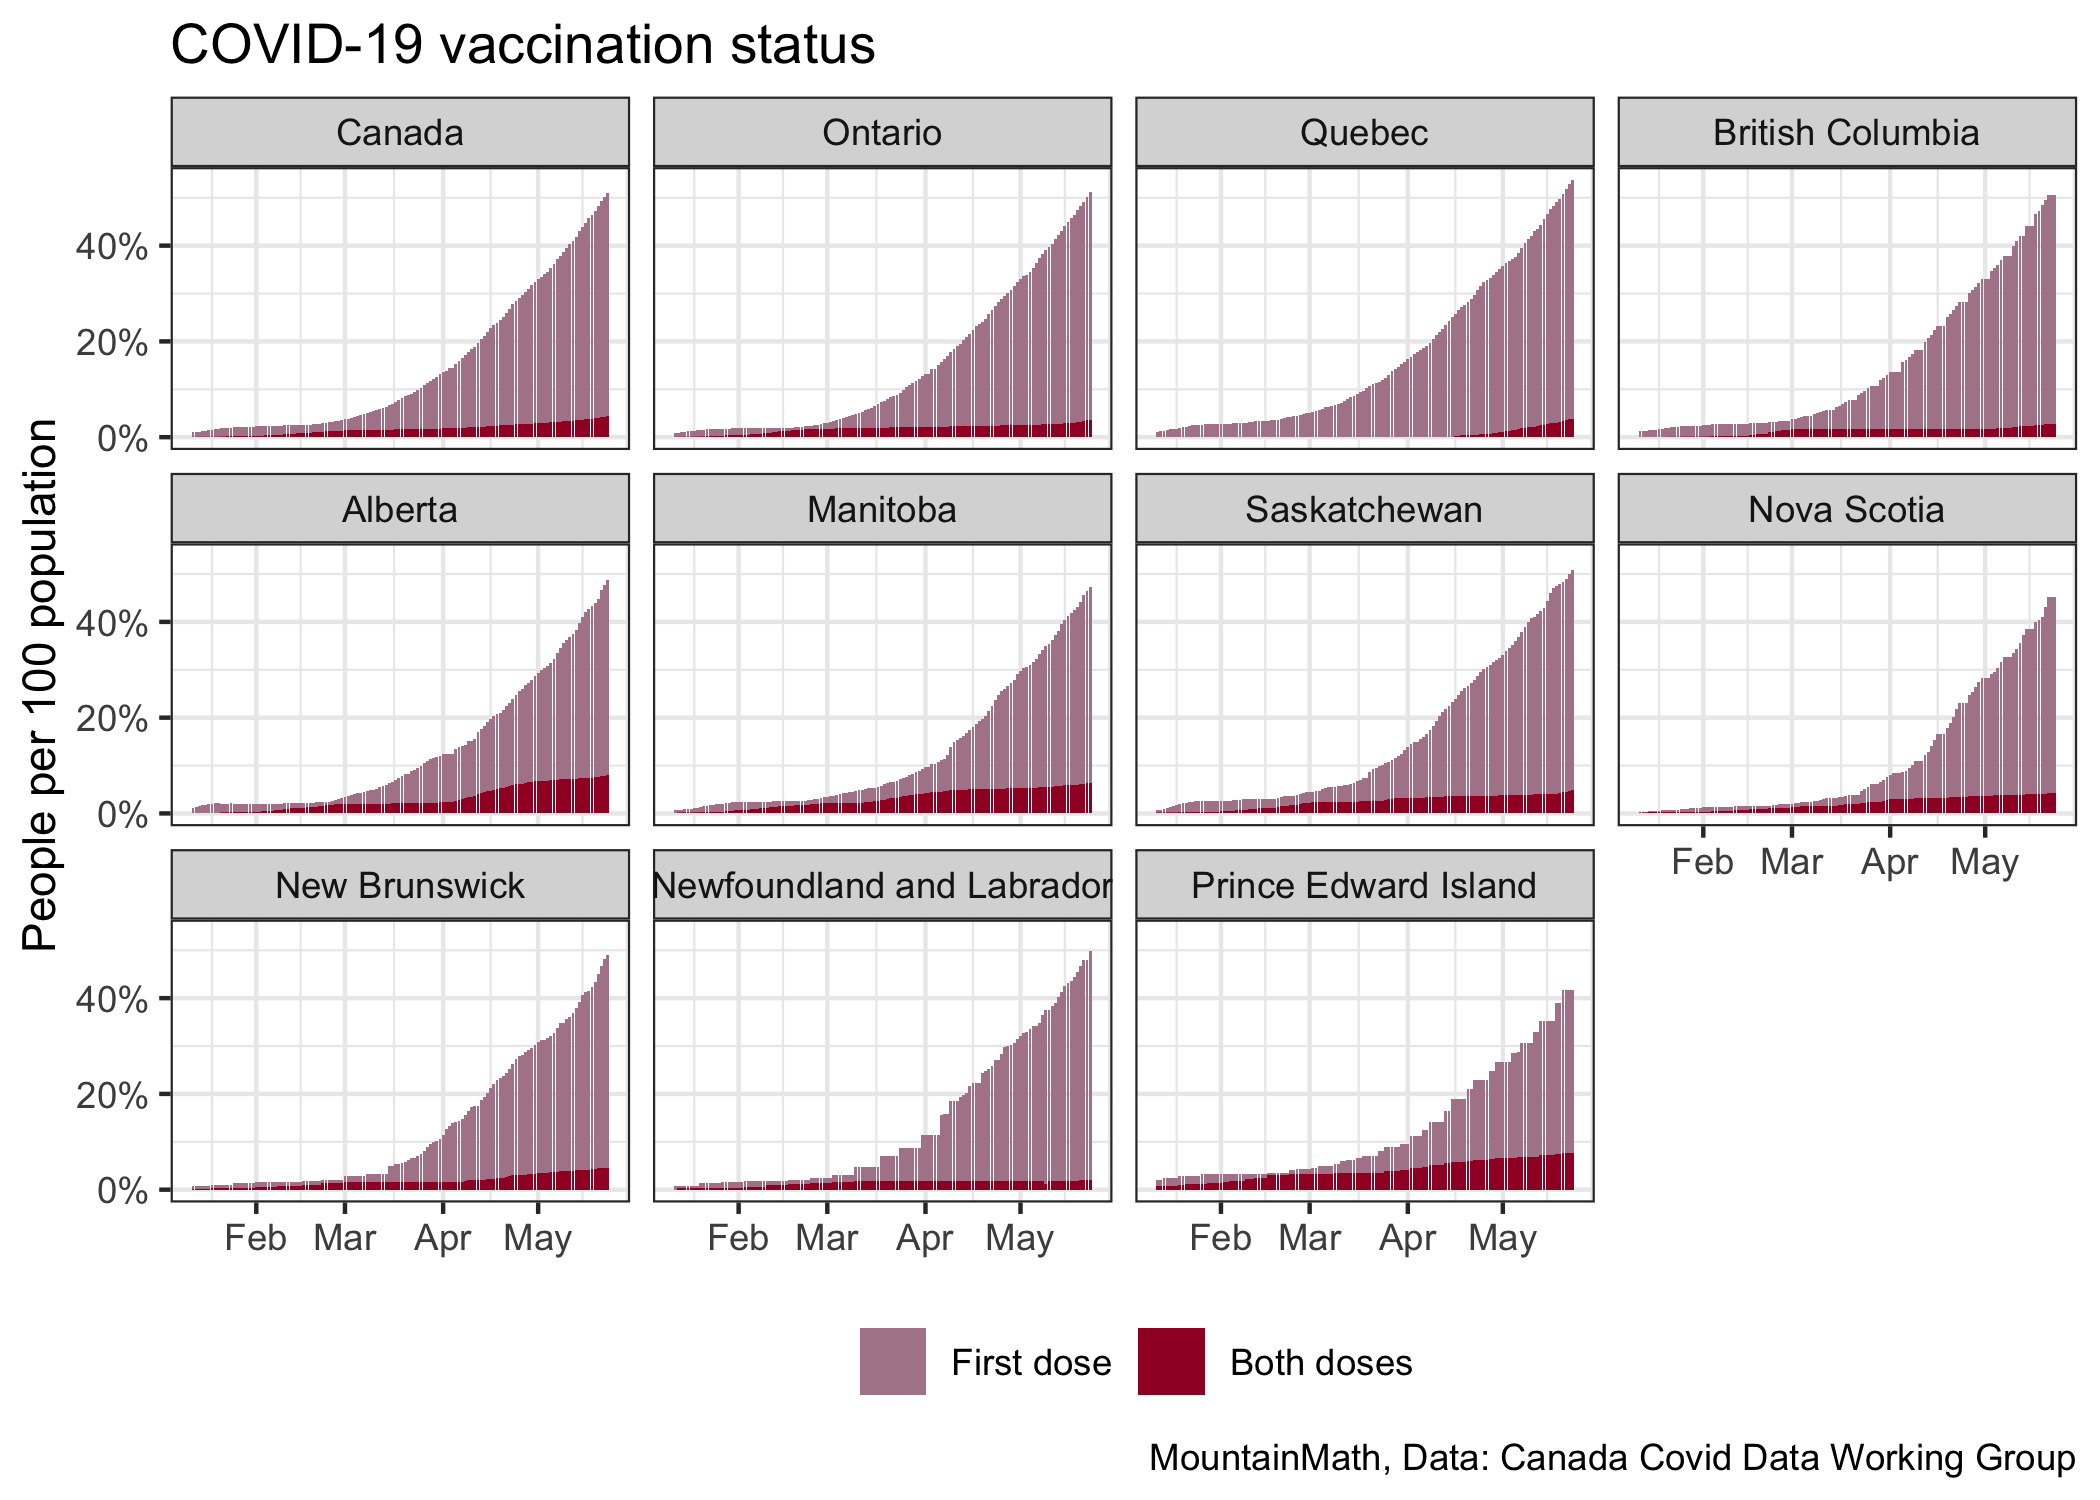 COVID-19 vaccination status
Canada
Ontario
Quebec
British Columbia
40%
20%
0%
Alberta
Manitoba
Saskatchewan
Nova Scotia
40%
20%
0%
Feb Mar Apr May
New Brunswick
Newfoundland and Labrador
Prince Edward Island
40%
20%
0%
Feb Mar Apr May
Feb Mar Apr May
Feb Mar Apr May
People per 100 population
First dose
Both doses
MountainMath, Data: Canada Covid Data Working Group